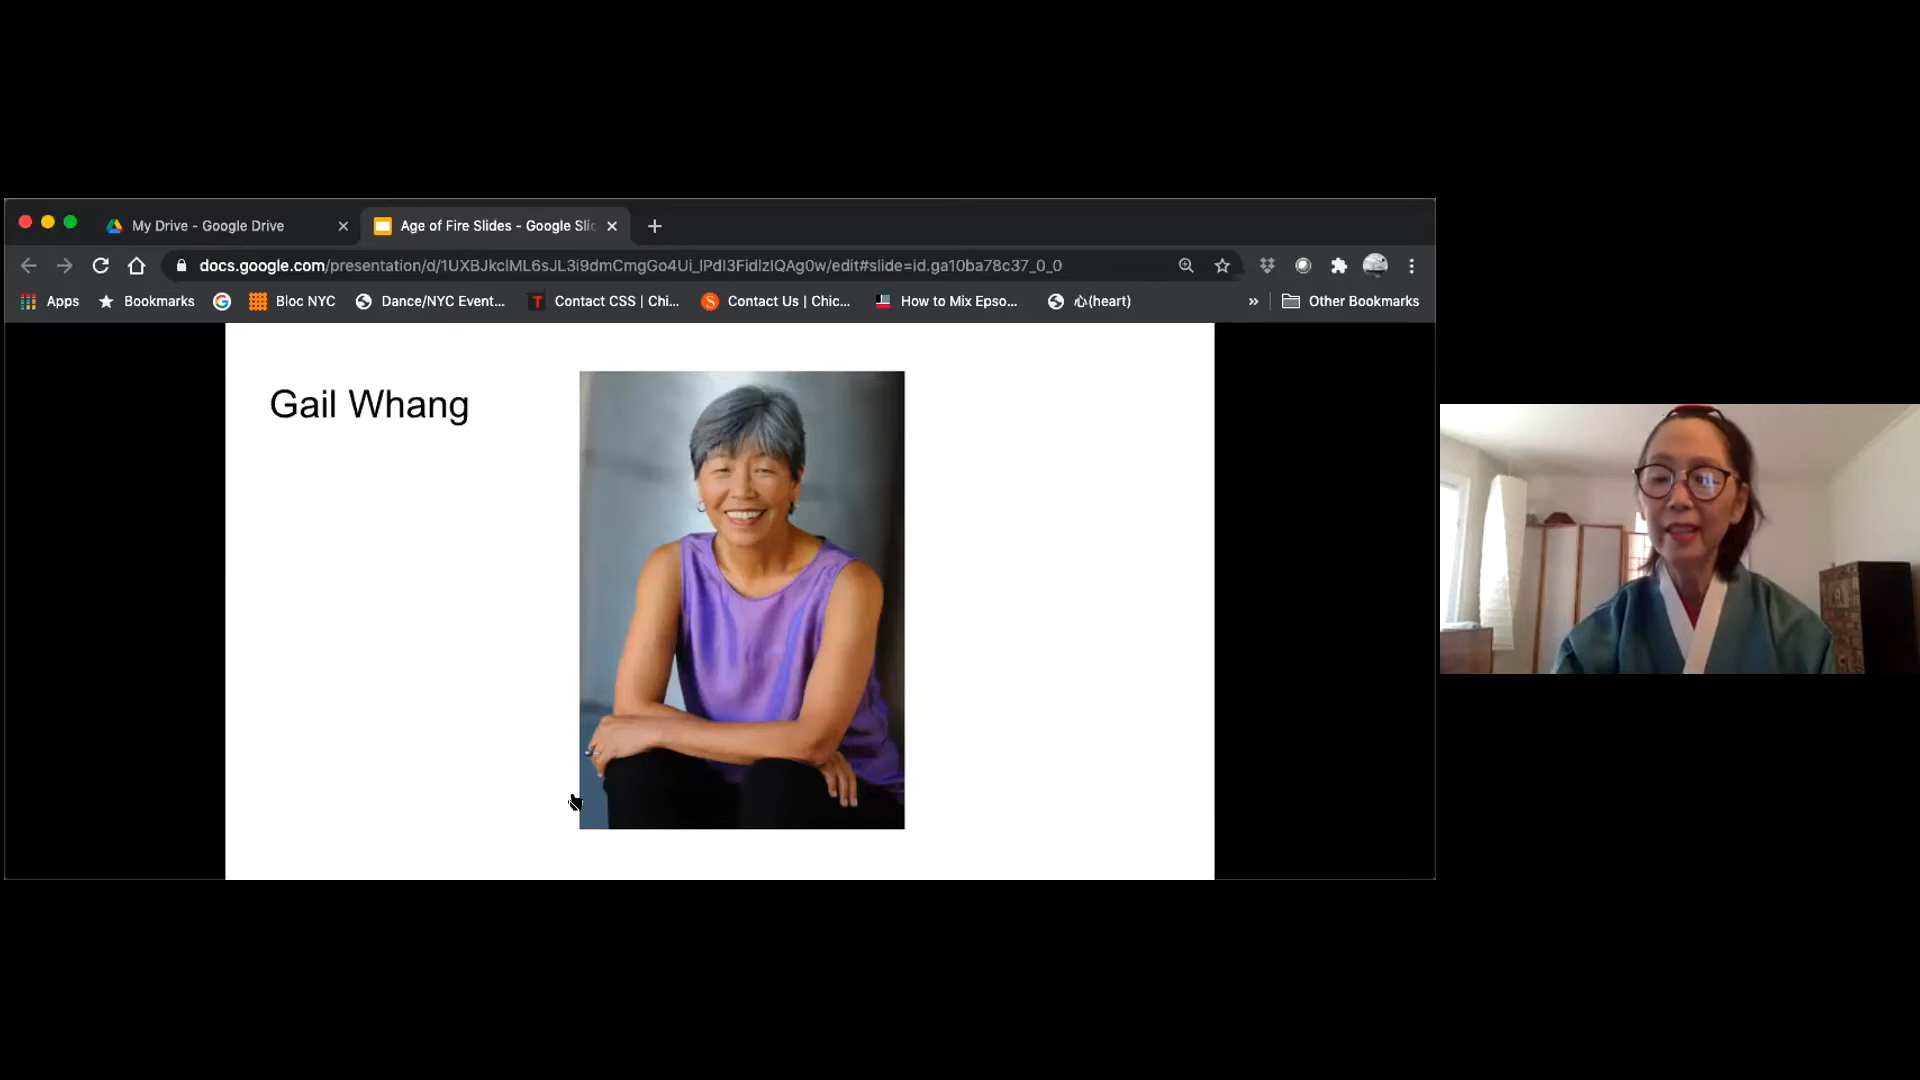 My Drive - Google Drive
Age of Fire Slides - Google Slic
docs.google.com/presentation/d/1UXBJkclML6sJL3i9dmCmgGo4Ui_lPdI3FidIzIQAg0w/edit#slide=id.ga10ba78c37_0_0
Apps
Bookmarks
Bloc NYC
Dance/NYC Event...
Contact CSS | Chi...
Contact Us | Chic...
How to Mix Epso...
心(heart)
»
Other Bookmarks
Gail Whang